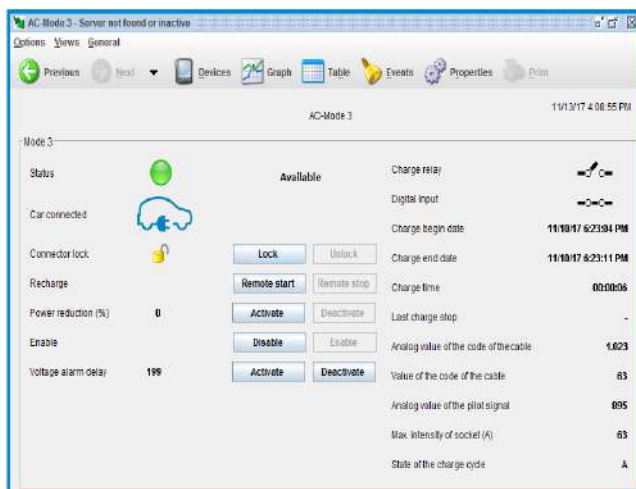 AC-Mode 3 - Server not found or inactive
Options Views General
Previous Next Devices Graph Table Events Properties Print
AC-Mode 3
11/13/17 4:08:55 PM
Mode 3
Status
Available
Car connected
Connector lock Lock Unlock
Recharge Remote start Remote stop
Power reduction (%) 0 Activate Deactivate
Enable Disable Enable
Voltage alarm delay 199 Activate Deactivate
Charge relay
Digital Input
Charge begin date 11/10/17 6:23:04 PM
Charge end date 11/10/17 6:23:11 PM
Charge time 00:00:06
Last charge stop -
Analog value of the code of the cable 1.023
Value of the code of the cable 63
Analog value of the pilot signal 895
Max. intensity of socket (A) 63
State of the charge cycle A